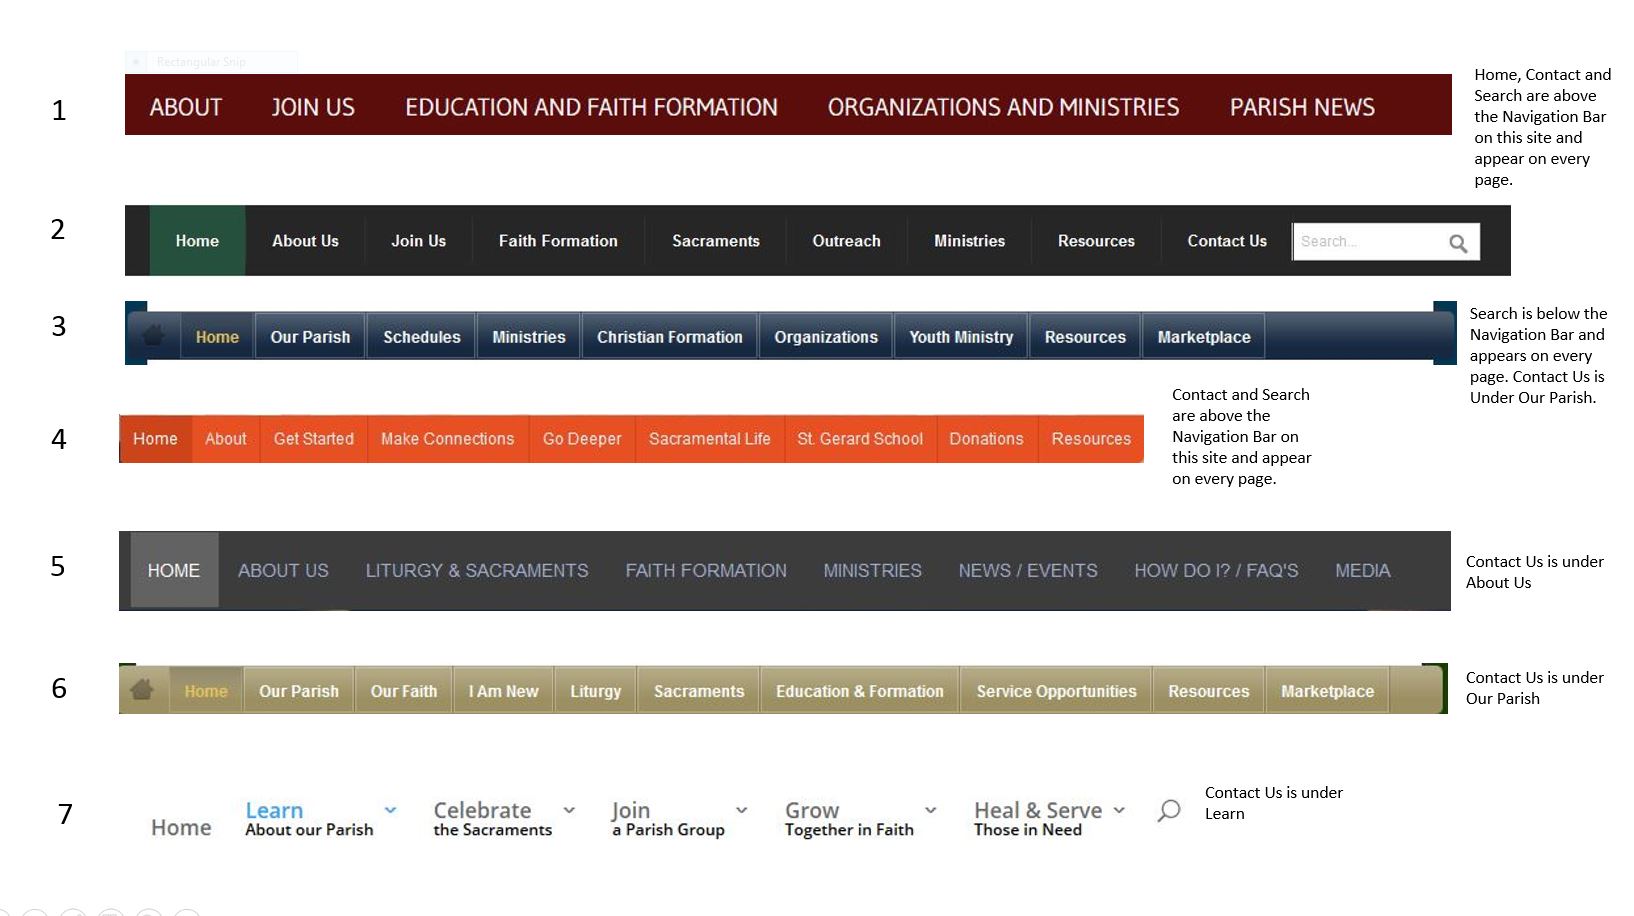 Rectangular Snip
1
ABOUT JOIN US EDUCATION AND FAITH FORMATION ORGANIZATIONS AND MINISTRIES PARISH NEWS
Home, Contact and
Search are above
the Navigation Bar
on this site and
appear on every
page.
2
Home About Us Join Us Faith Formation Sacraments Outreach Ministries Resources Contact Us Search...
3
Home Our Parish Schedules Ministries Christian Formation Organizations Youth Ministry Resources Marketplace
Search is below the
Navigation Bar and
appears on every
page. Contact Us is
Under Our Parish.
4
Home About Get Started Make Connections Go Deeper Sacramental Life St. Gerard School Donations Resources
Contact and Search
are above the
Navigation Bar on
this site and appear
on every page.
5
HOME ABOUT US LITURGY & SACRAMENTS FAITH FORMATION MINISTRIES NEWS / EVENTS HOW DO I? / FAQ'S MEDIA
Contact Us is under
About Us
6
Home Our Parish Our Faith I Am New Liturgy Sacraments Education & Formation Service Opportunities Resources Marketplace
Contact Us is under
Our Parish
7
Home
Learn Celebrate Join Grow Heal & Serve
About our Parish the Sacraments a Parish Group Together in Faith Those in Need
Contact Us is under
Learn